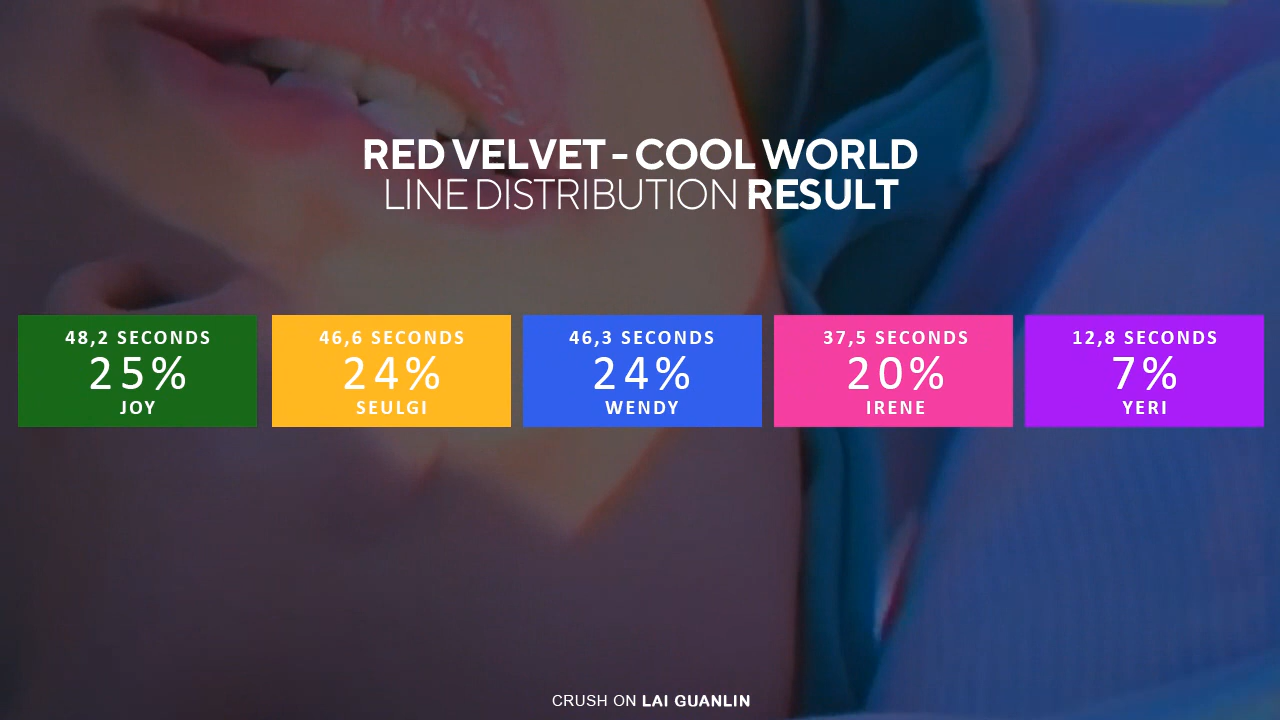 RED VELVET - COOL WORLD
LINE DISTRIBUTION RESULT
48,2 SECONDS
25%
JOY
46,6 SECONDS
24%
SEULGI
46,3 SECONDS
24%
WENDY
37,5 SECONDS
20%
IRENE
12,8 SECONDS
7%
YERI
CRUSH ON LAI GUANLIN